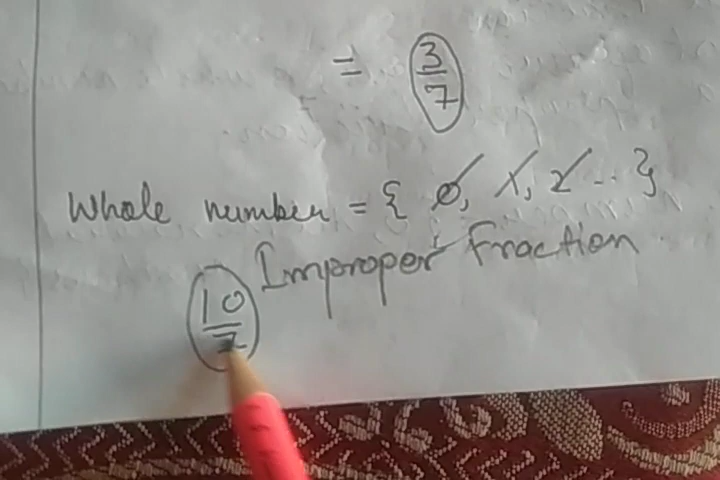 = 3/7
Whole number = { 0, 1, 2 ... }
Improper Fraction
10/7